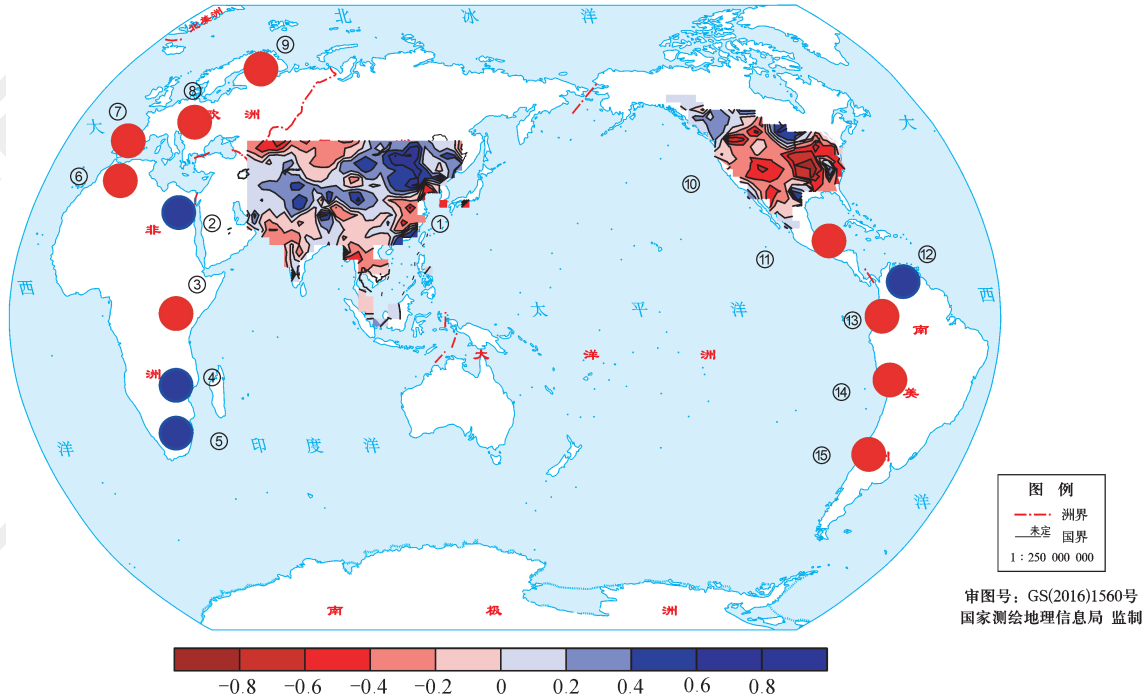 北美洲
北 冰 洋
⑨
⑧
欧 洲
⑦
大
大
⑥
⑩
②
①
非
⑪
⑫
③
西
太 平 洋
西
⑬
南
大 洋 洲
洲
④
⑭
美
⑤
洋
印 度 洋
⑮
洲
洋
图 例
洲界
未定
国界
1：250 000 000
审图号：GS(2016)1560号
国家测绘地理信息局 监制
南 极 洲
−0.8 −0.6 −0.4 −0.2 0 0.2 0.4 0.6 0.8